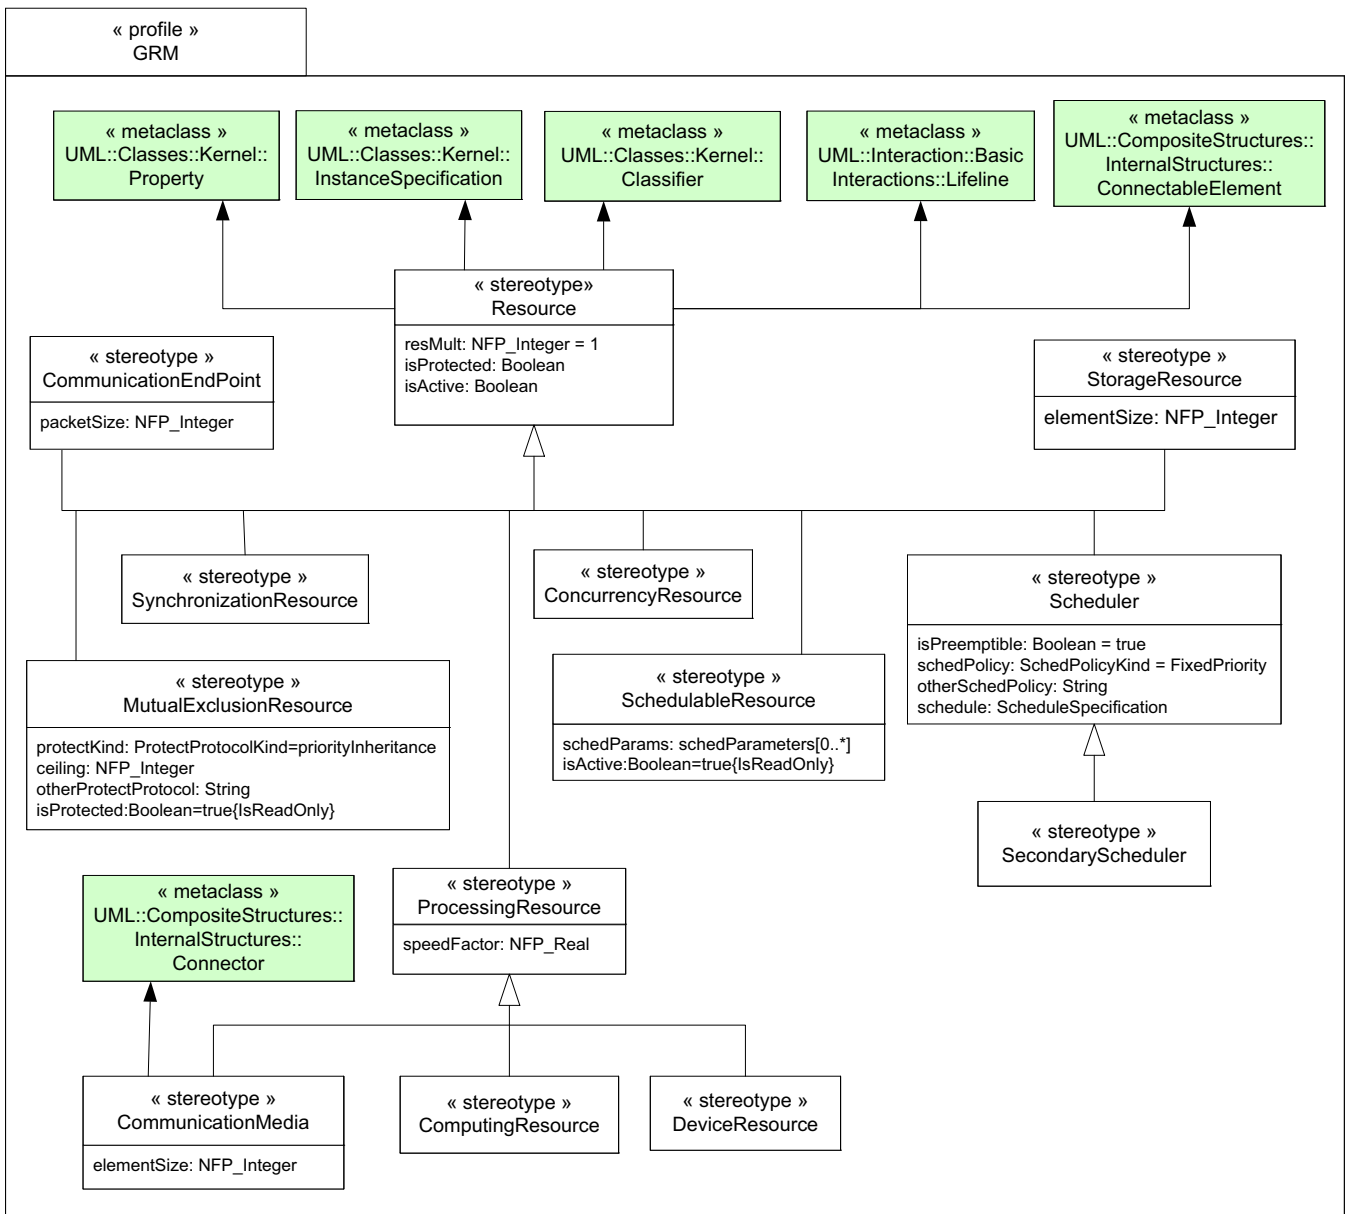 « profile »
GRM
« metaclass »
UML::Classes::Kernel::
Property
« metaclass »
UML::Classes::Kernel::
InstanceSpecification
« metaclass »
UML::Classes::Kernel::
Classifier
« metaclass »
UML::Interaction::Basic
Interactions::Lifeline
« metaclass »
UML::CompositeStructures::
InternalStructures::
ConnectableElement
« stereotype»
Resource
resMult: NFP_Integer = 1
isProtected: Boolean
isActive: Boolean
« stereotype »
CommunicationEndPoint
packetSize: NFP_Integer
« stereotype »
StorageResource
elementSize: NFP_Integer
« stereotype »
SynchronizationResource
« stereotype »
ConcurrencyResource
« stereotype »
Scheduler
isPreemptible: Boolean = true
schedPolicy: SchedPolicyKind = FixedPriority
otherSchedPolicy: String
schedule: ScheduleSpecification
« stereotype »
MutualExclusionResource
protectKind: ProtectProtocolKind=priorityInheritance
ceiling: NFP_Integer
otherProtectProtocol: String
isProtected:Boolean=true{IsReadOnly}
« stereotype »
SchedulableResource
schedParams: schedParameters[0..*]
isActive:Boolean=true{IsReadOnly}
« stereotype »
SecondaryScheduler
« metaclass »
UML::CompositeStructures::
InternalStructures::
Connector
« stereotype »
ProcessingResource
speedFactor: NFP_Real
« stereotype »
CommunicationMedia
elementSize: NFP_Integer
« stereotype »
ComputingResource
« stereotype »
DeviceResource